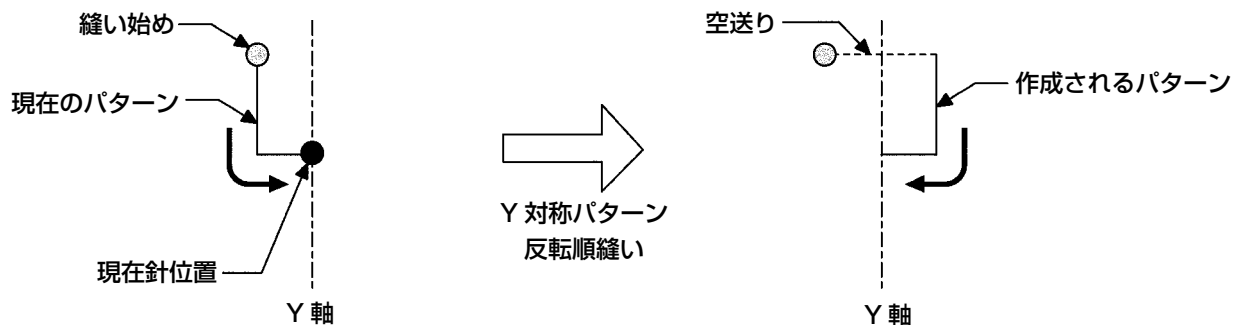 縫い始め
現在のパターン
現在針位置
Y 軸
Y 対称パターン
反転順縫い
空送り
作成されるパターン
Y 軸